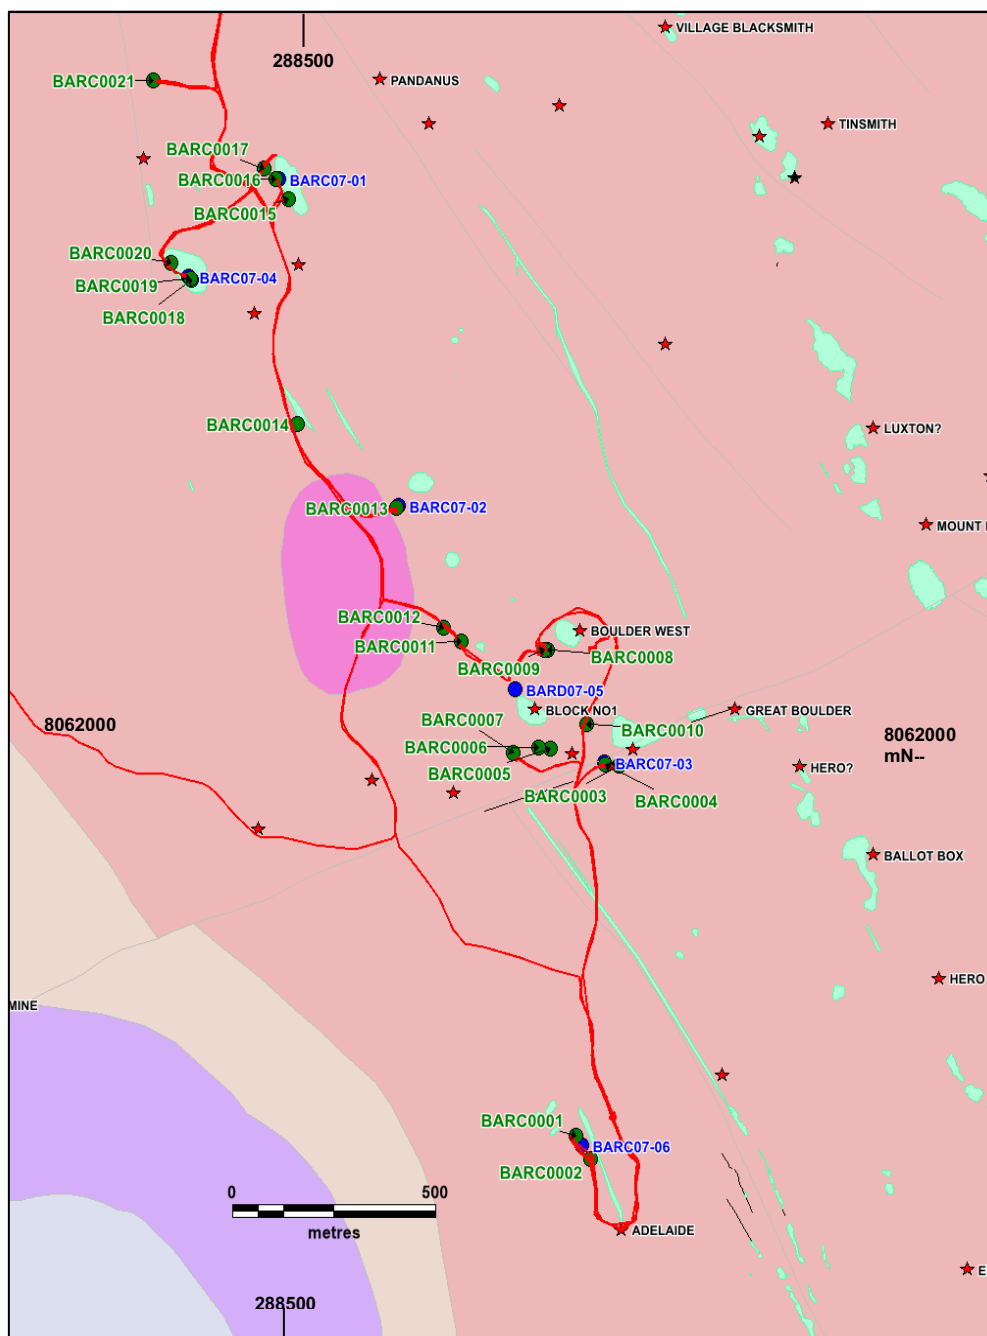 VILLAGE BLACKSMITH
288500
BARC0021
PANDANUS
TINSMITH
BARC0017
BARC0016
BARC07-01
BARC0015
BARC0020
BARC0019
BARC07-04
BARC0018
BARC0014
LUXTON?
BARC0013
BARC07-02
MOUNT
BARC0012
BARC0011
BOULDER WEST
BARC0009
BARC0008
BARD07-05
BLOCK NO1
GREAT BOULDER
8062000
BARC0007
BARC0010
8062000
mN--
BARC0006
BARC0005
BARC07-03
HERO?
BARC0003
BARC0004
BALLOT BOX
HERO
MINE
BARC0001
BARC07-06
BARC0002
0
500
metres
ADELAIDE
E
288500